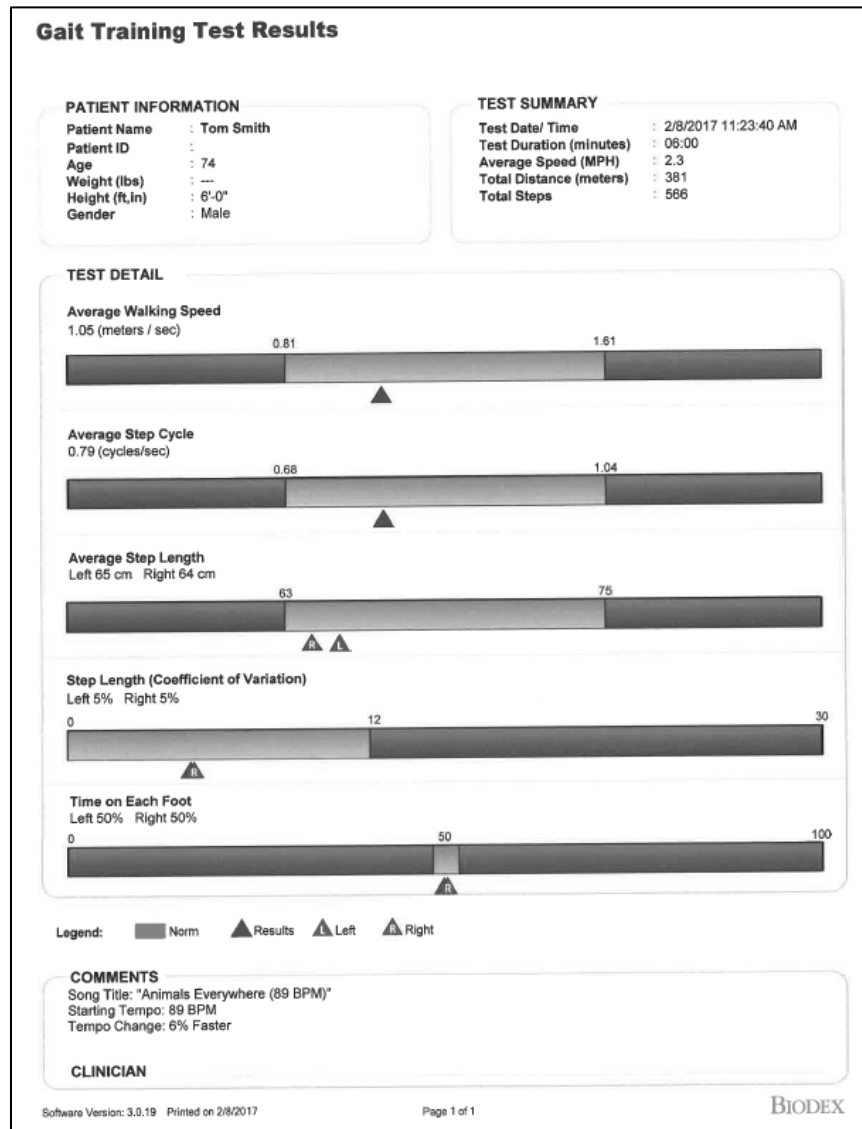 Gait Training Test Results
PATIENT INFORMATION
Patient Name : Tom Smith
Patient ID :
Age : 74
Weight (lbs) : ---
Height (ft,in) : 6'-0"
Gender : Male
TEST SUMMARY
Test Date/ Time : 2/8/2017 11:23:40 AM
Test Duration (minutes) : 06:00
Average Speed (MPH) : 2.3
Total Distance (meters) : 381
Total Steps : 566
TEST DETAIL
Average Walking Speed
1.05 (meters / sec)
0.81 1.61
Average Step Cycle
0.79 (cycles/sec)
0.68 1.04
Average Step Length
Left 65 cm Right 64 cm
63 75
R L
Step Length (Coefficient of Variation)
Left 5% Right 5%
0 12 30
R
Time on Each Foot
Left 50% Right 50%
0 50 100
R
Legend: Norm Results L Left R Right
COMMENTS
Song Title: "Animals Everywhere (89 BPM)"
Starting Tempo: 89 BPM
Tempo Change: 6% Faster
CLINICIAN
Software Version: 3.0.19 Printed on 2/8/2017 Page 1 of 1 BIODEX